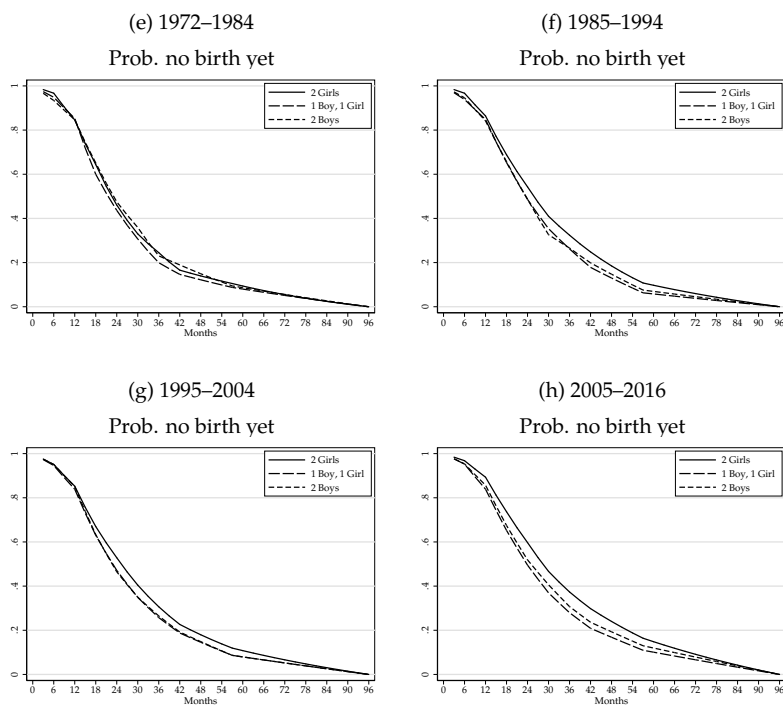 (e) 1972–1984
Prob. no birth yet
2 Girls
1 Boy, 1 Girl
2 Boys
1
.8
.6
.4
.2
0
0 6 12 18 24 30 36 42 48 54 60 66 72 78 84 90 96
Months
(f) 1985–1994
Prob. no birth yet
2 Girls
1 Boy, 1 Girl
2 Boys
1
.8
.6
.4
.2
0
0 6 12 18 24 30 36 42 48 54 60 66 72 78 84 90 96
Months
(g) 1995–2004
Prob. no birth yet
2 Girls
1 Boy, 1 Girl
2 Boys
1
.8
.6
.4
.2
0
0 6 12 18 24 30 36 42 48 54 60 66 72 78 84 90 96
Months
(h) 2005–2016
Prob. no birth yet
2 Girls
1 Boy, 1 Girl
2 Boys
1
.8
.6
.4
.2
0
0 6 12 18 24 30 36 42 48 54 60 66 72 78 84 90 96
Months